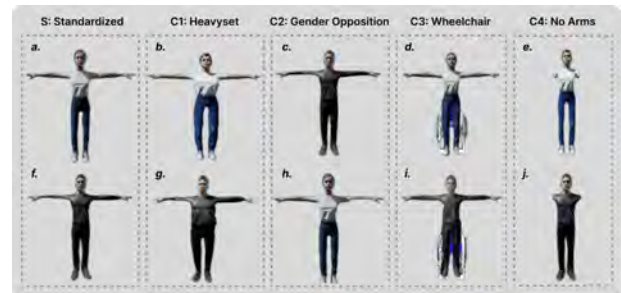 S: Standardized C1: Heavyset C2: Gender Opposition C3: Wheelchair C4: No Arms
a. b. c. d. e.
f. g. h. i. j.